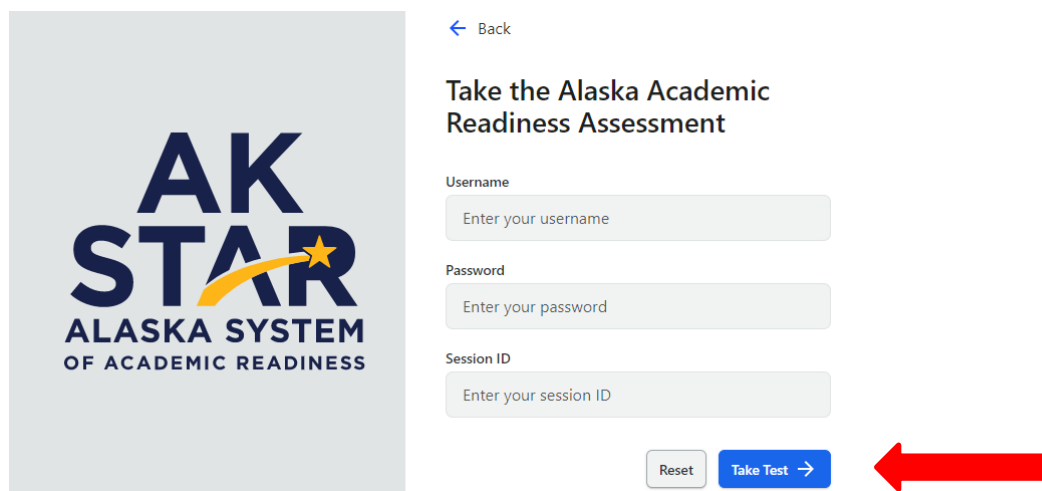 AK
STAR
ALASKA SYSTEM
OF ACADEMIC READINESS
Back
Take the Alaska Academic
Readiness Assessment
Username
Enter your username
Password
Enter your password
Session ID
Enter your session ID
Reset
Take Test